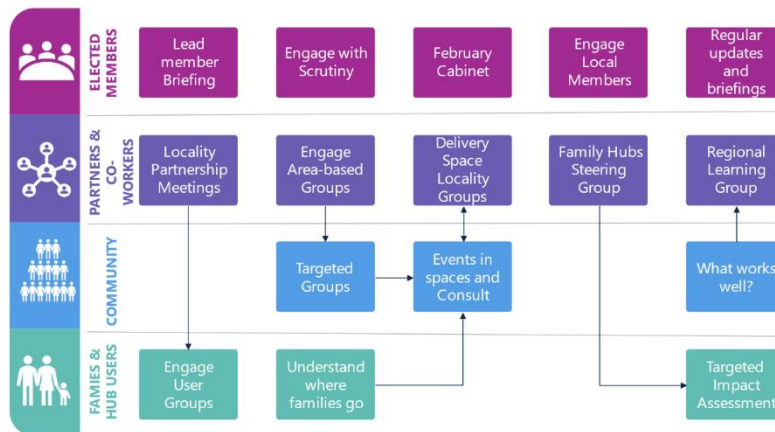 ELECTED
MEMBERS
Lead
member
Briefing
Engage with
Scrutiny
February
Cabinet
Engage
Local
Members
Regular
updates
and
briefings
PARTNERS &
CO-
WORKERS
Locality
Partnership
Meetings
Engage
Area-based
Groups
Delivery
Space
Locality
Groups
Family Hubs
Steering
Group
Regional
Learning
Group
COMMUNITY
Targeted
Groups
Events in
spaces and
Consult
What works
well?
FAMIES &
HUB USERS
Engage
User
Groups
Understand
where
families go
Targeted
Impact
Assessment